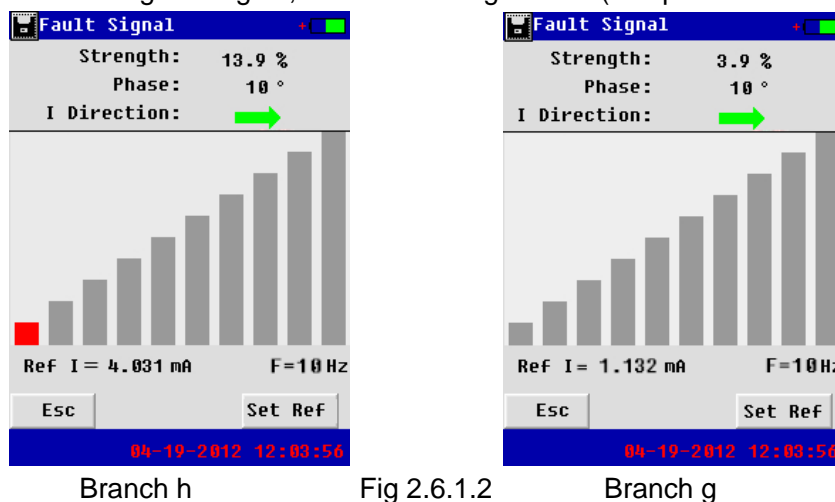 Fault Signal
Strength: 13.9 %
Phase: 10 °
I Direction:
Ref I = 4.031 mA F=10 Hz
Esc Set Ref
04-19-2012 12:03:56
Fault Signal
Strength: 3.9 %
Phase: 10 °
I Direction:
Ref I = 1.132 mA F=10 Hz
Esc Set Ref
04-19-2012 12:03:56
Branch h Fig 2.6.1.2 Branch g